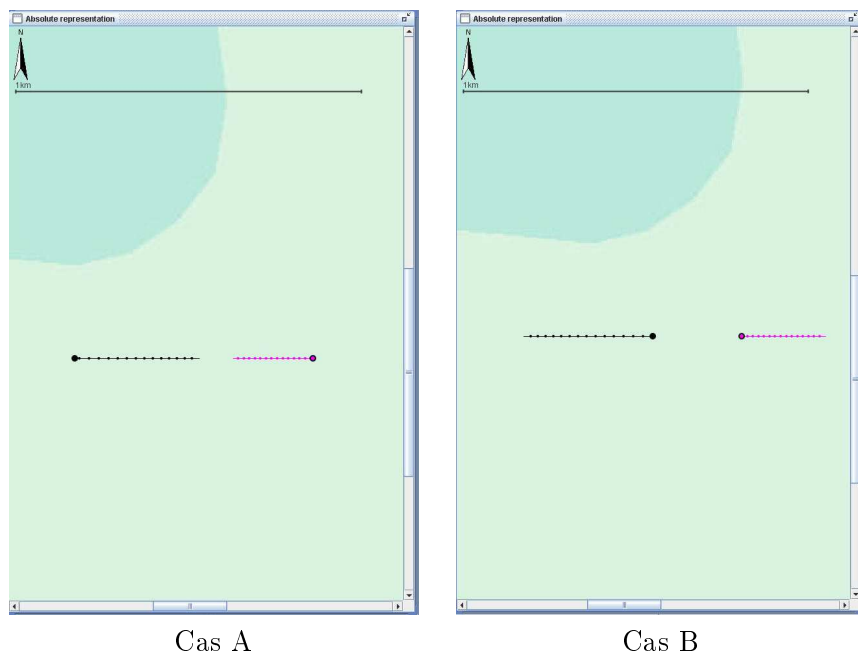 Absolute representation
N
1km
Absolute representation
N
1km
Cas A
Cas B